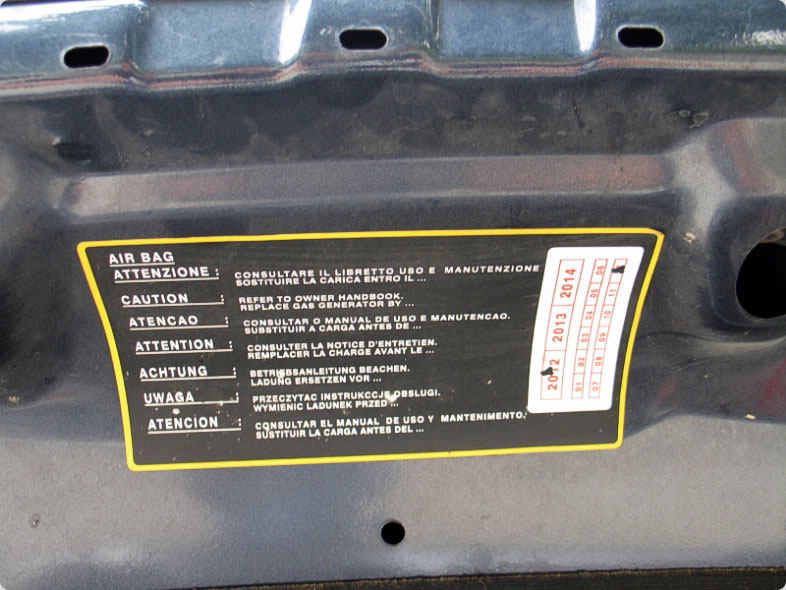 AIR BAG
ATTENZIONE : CONSULTARE IL LIBRETTO USO E MANUTENZIONE
SOSTITUIRE LA CARICA ENTRO IL ...
CAUTION : REFER TO OWNER HANDBOOK.
REPLACE GAS GENERATOR BY ...
ATENCAO : CONSULTAR O MANUAL DE USO E MANUTENCAO.
SUBSTITUIR A CARGA ANTES DE ...
ATTENTION : CONSULTER LA NOTICE D'ENTRETIEN.
REMPLACER LA CHARGE AVANT LE ...
ACHTUNG : BETRIEBSANLEITUNG BEACHEN.
LADUNG ERSETZEN VOR ...
UWAGA : PRZECZYTAC INSTRUKCCJE OBSLUGI.
WYMIENIC LADUNEK PRZED ...
ATENCION : CONSULTAR EL MANUAL DE USO Y MANTENIMENTO.
SUSTITUIR LA CARGA ANTES DEL ...
2012 2013 2014
01 02 03 04 05 06
07 08 09 10 11